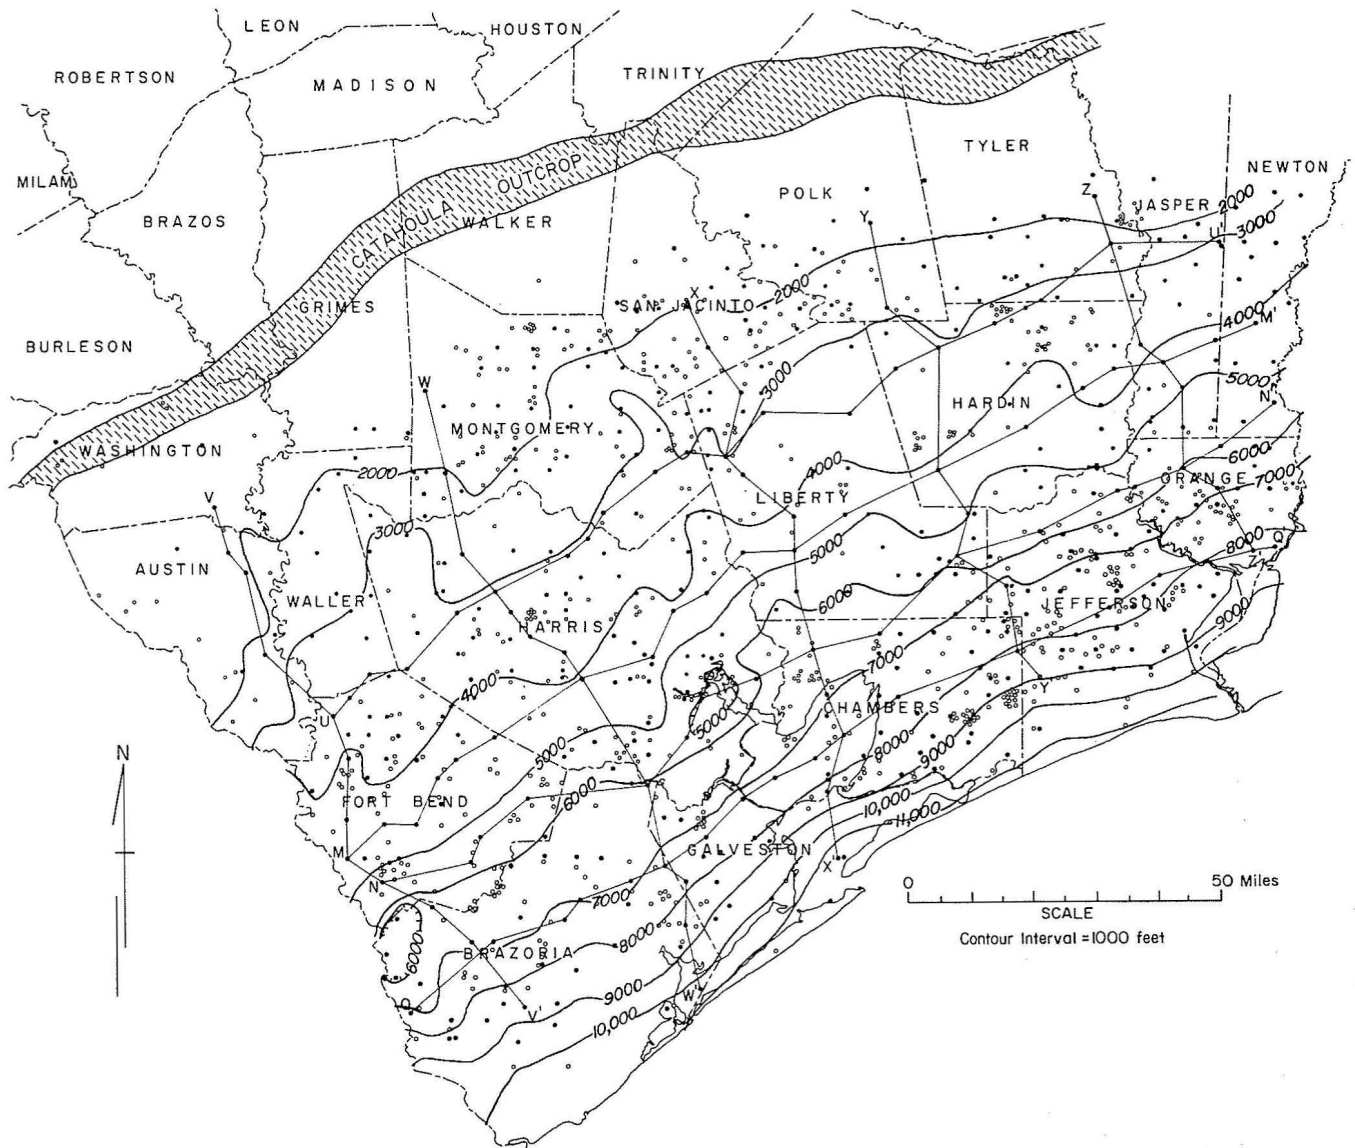 LEON
HOUSTON
ROBERTSON
MADISON
TRINITY
TYLER
NEWTON
MILAM
BRAZOS
POLK
Z
JASPER
2000
CATAHOULA OUTCROP
WALKER
Y
U'
3000
GRIMES
X
SAN JACINTO
2000
4000
M'
BURLESON
W
3000
5000
HARDIN
N'
MONTGOMERY
WASHINGTON
2000
4000
6000
ORANGE
7000
V
LIBERTY
3000
5000
8000
Q'
Z'
AUSTIN
WALLER
6000
JEFFERSON
9000
HARRIS
7000
4000
Y'
U
5000
CHAMBERS
N
5000
8000
9000
6000
FORT BEND
10,000
11,000
M
GALVESTON
X'
N
0
50 Miles
SCALE
7000
Contour Interval =1000 feet
6000
BRAZORIA
8000
Q
9000
W'
V'
10,000